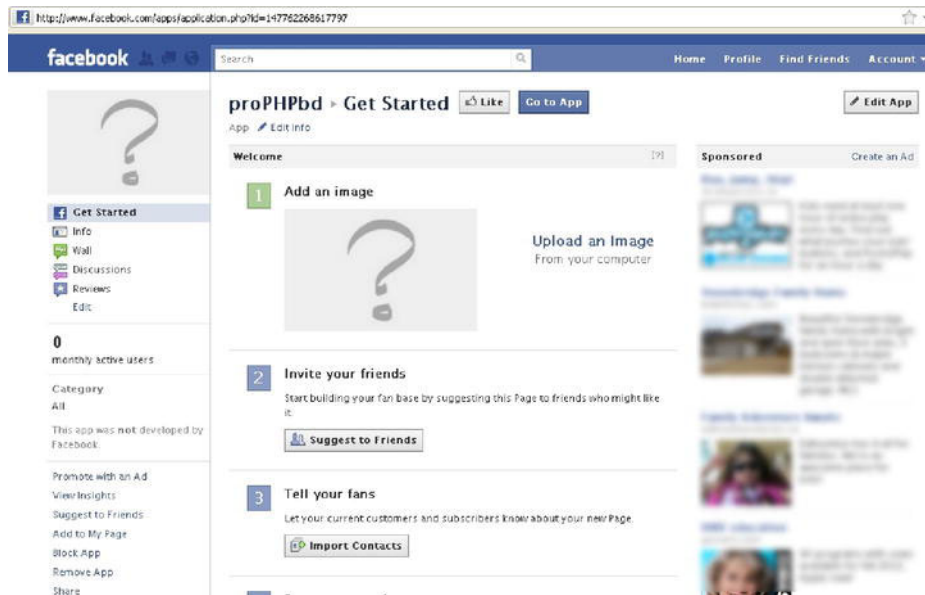 http://www.facebook.com/apps/application.php?id=147762268617797
facebook
Search
Home Profile Find Friends Account
proPHPbd ▸ Get Started Like Go to App
Edit App
App Edit Info
Get Started
Info
Wall
Discussions
Reviews
Edit
0
monthly active users
Category
All
This app was not developed by
Facebook.
Promote with an Ad
View Insights
Suggest to Friends
Add to My Page
Block App
Remove App
Share
Welcome [?]
1 Add an image
Upload an Image
From your computer
2 Invite your friends
Start building your fan base by suggesting this Page to friends who might like
it.
Suggest to Friends
3 Tell your fans
Let your current customers and subscribers know about your new Page.
Import Contacts
Sponsored Create an Ad